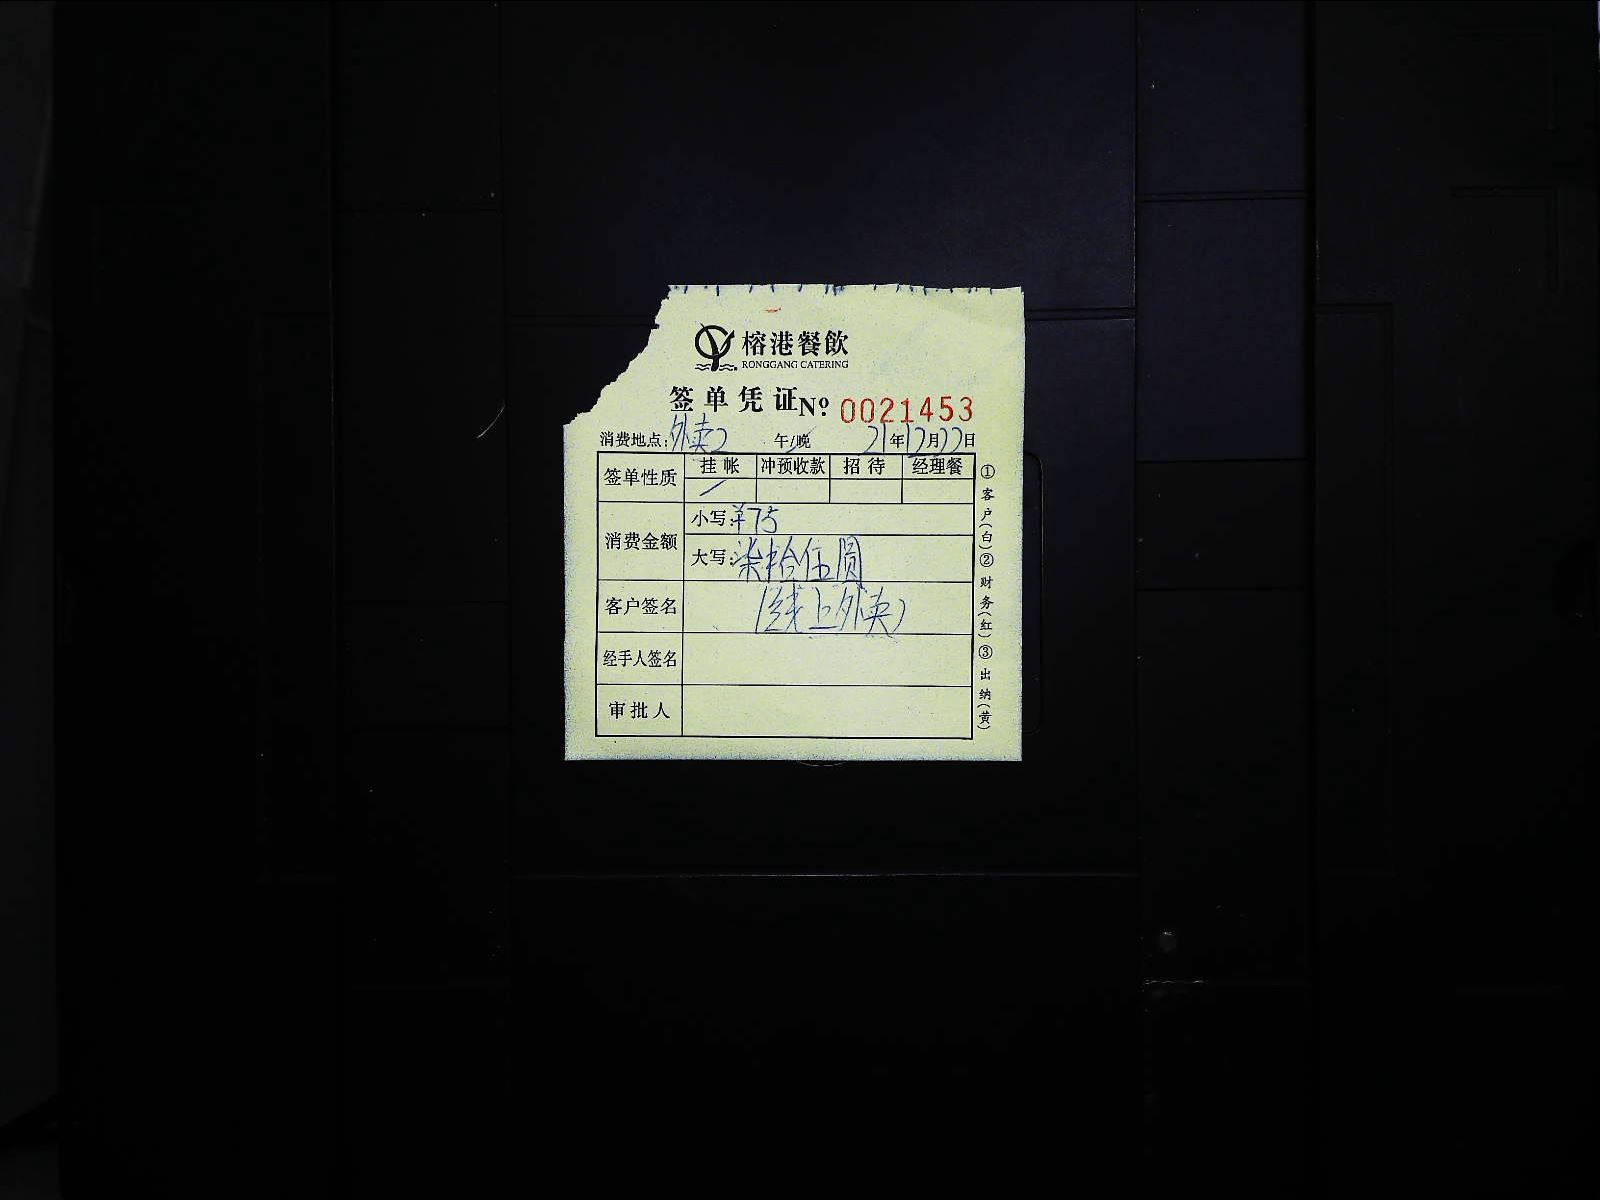 榕港餐飲
RONGGANG CATERING
签单凭证 №: 0021453
消费地点: 外卖2 午/晚 21年12月22日
签单性质 挂帐 冲预收款 招待 经理餐
消费金额 小写: ¥75
大写: 柒拾伍圆
客户签名 (线上外卖)
经手人签名
审批人
①客户(白)②财务(红)③出纳(黄)